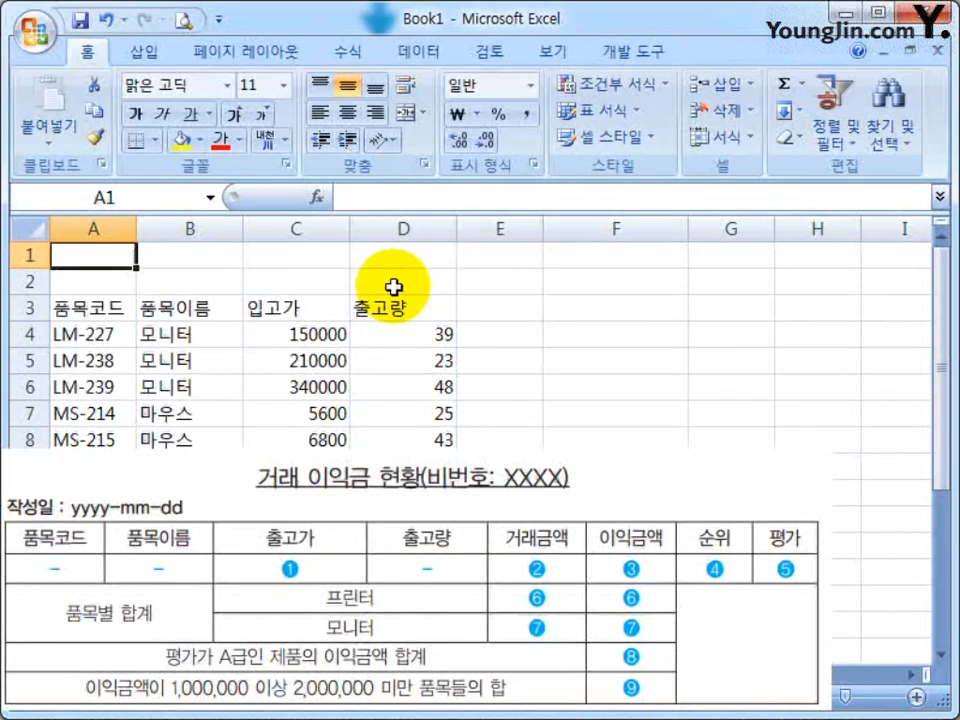 Book1 - Microsoft Excel
YoungJin.com Y.
홈 삽입 페이지 레이아웃 수식 데이터 검토 보기 개발 도구
맑은 고딕 11 일반 조건부 서식 삽입 Σ
붙여넣기 가 가 가 가 가 ₩ % , 표 서식 삭제 정렬 및 필터 찾기 및 선택
가 내천 셀 스타일 서식
클립보드 글꼴 맞춤 표시 형식 스타일 셀 편집
A1 fx
A B C D E F G H I
1
2
3 품목코드 품목이름 입고가 출고량
4 LM-227 모니터 150000 39
5 LM-238 모니터 210000 23
6 LM-239 모니터 340000 48
7 MS-214 마우스 5600 25
8 MS-215 마우스 6800 43
거래 이익금 현황(비번호: XXXX)
작성일 : yyyy-mm-dd
품목코드 품목이름 출고가 출고량 거래금액 이익금액 순위 평가
– – ❶ – ❷ ❸ ❹ ❺
품목별 합계 프린터 ❻ ❻
모니터 ❼ ❼
평가가 A급인 제품의 이익금액 합계 ❽
이익금액이 1,000,000 이상 2,000,000 미만 품목들의 합 ❾